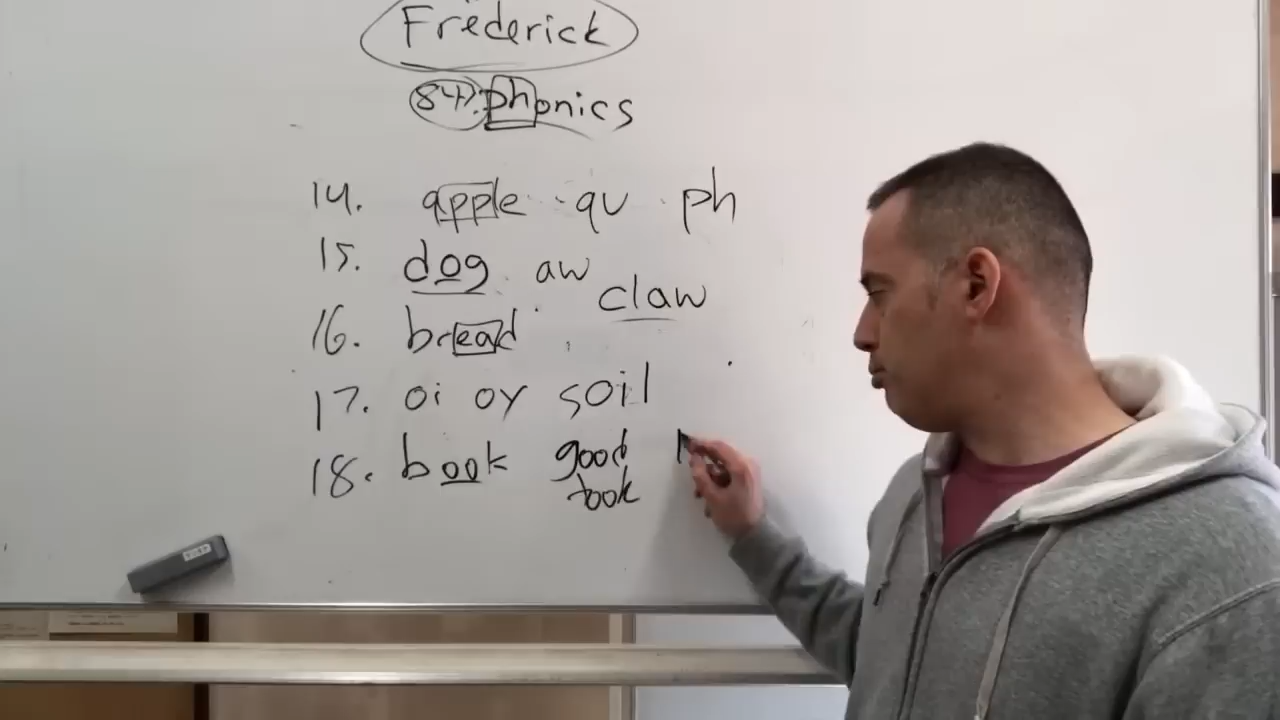 Frederick
84%: phonics
14. apple qu ph
15. dog aw
claw
16. bread
17. oi oy soil
18. book good
took